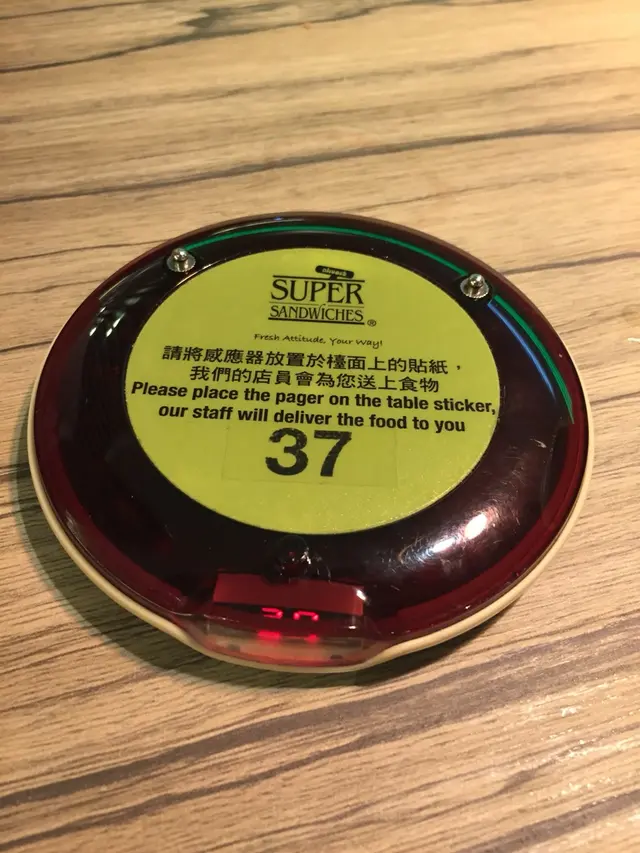 SUPER
SANDWICHES®
Fresh Attitude, Your Way!
請將感應器放置於檯面上的貼紙，
我們的店員會為您送上食物
Please place the pager on the table sticker,
our staff will deliver the food to you
37